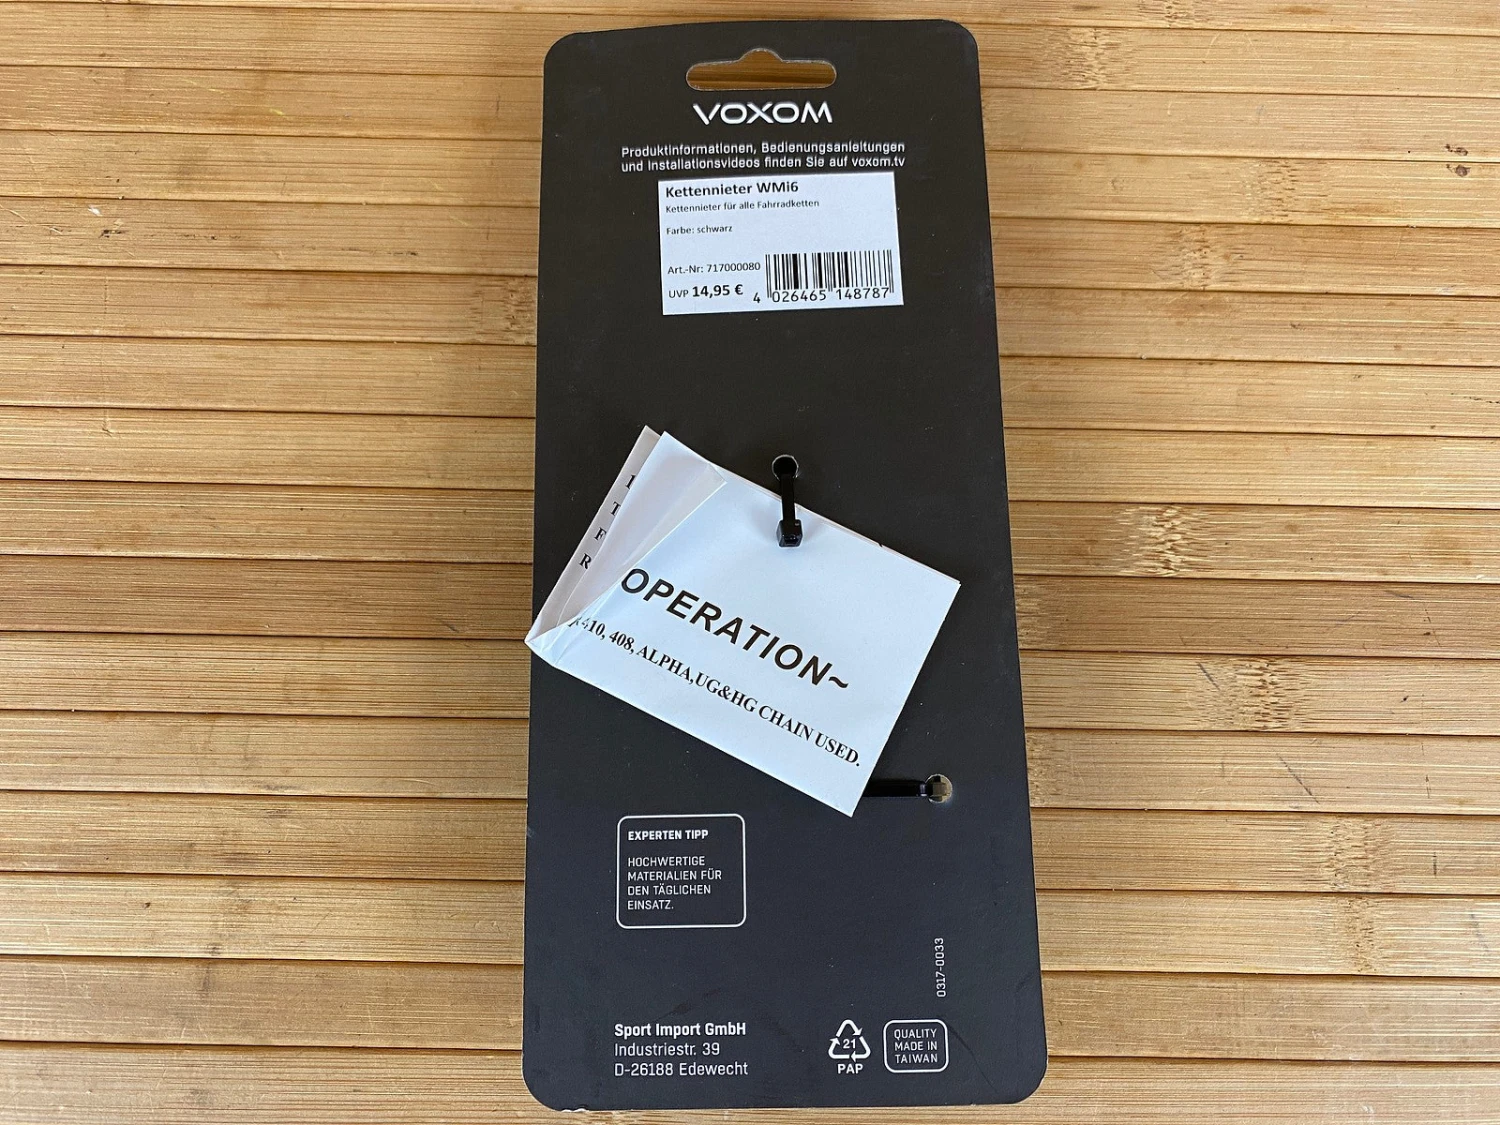 VOXOM
Produktinformationen, Bedienungsanleitungen
und Installationsvideos finden Sie auf voxom.tv
Kettennieter WMi6
Kettennieter für alle Fahrradketten
Farbe: schwarz
Art.-Nr: 717000080
UVP 14,95 €
4 026465 148787
I
T
F
R
OPERATION~
410, 408, ALPHA,UG&HG CHAIN USED.
EXPERTEN TIPP
HOCHWERTIGE
MATERIALIEN FÜR
DEN TÄGLICHEN
EINSATZ.
0317-0033
Sport Import GmbH
Industriestr. 39
D-26188 Edewecht
21
PAP
QUALITY
MADE IN
TAIWAN